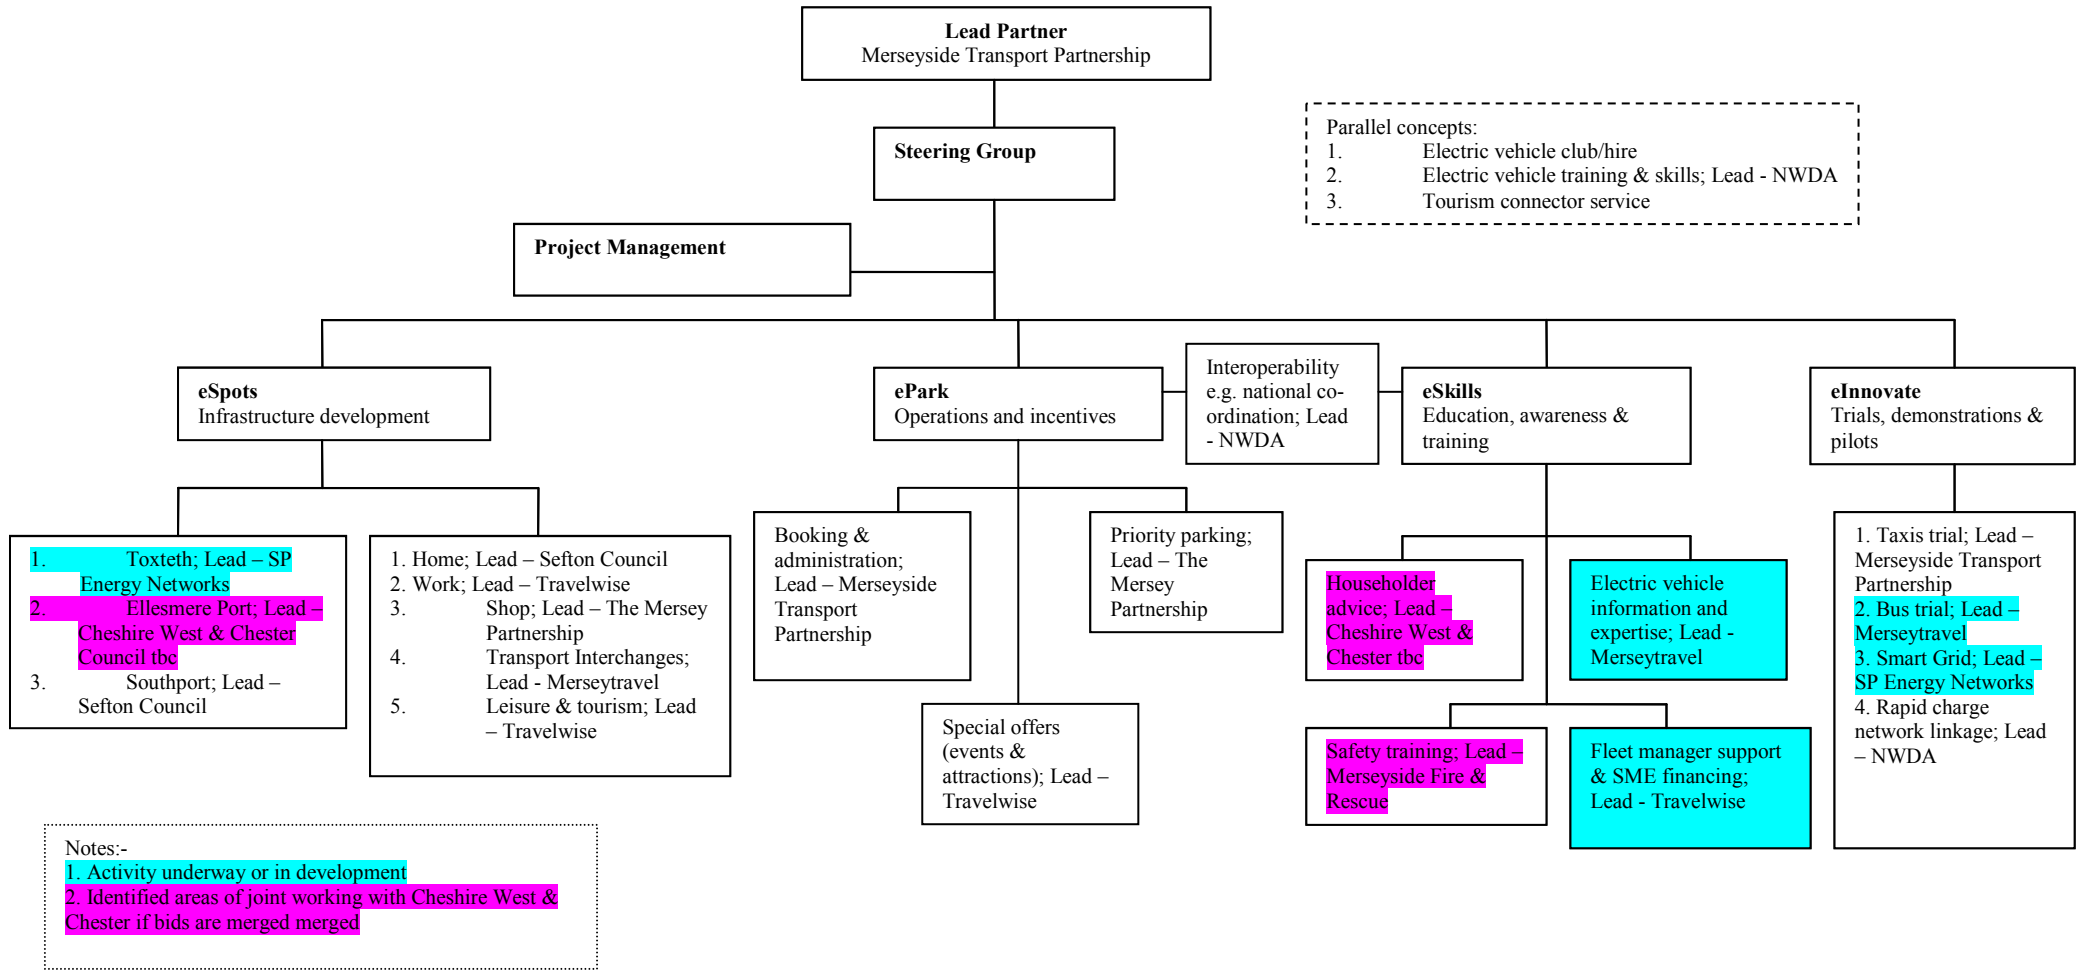 Lead Partner
Merseyside Transport Partnership
Parallel concepts:
1. Electric vehicle club/hire
2. Electric vehicle training & skills; Lead - NWDA
3. Tourism connector service
Steering Group
Project Management
eSpots
Infrastructure development
ePark
Operations and incentives
Interoperability
e.g. national co-
ordination; Lead
- NWDA
eSkills
Education, awareness &
training
eInnovate
Trials, demonstrations &
pilots
1. Toxteth; Lead – SP
Energy Networks
2. Ellesmere Port; Lead –
Cheshire West & Chester
Council tbc
3. Southport; Lead –
Sefton Council
1. Home; Lead – Sefton Council
2. Work; Lead – Travelwise
3. Shop; Lead – The Mersey
Partnership
4. Transport Interchanges;
Lead - Merseytravel
5. Leisure & tourism; Lead
– Travelwise
Booking &
administration;
Lead – Merseyside
Transport
Partnership
Priority parking;
Lead – The
Mersey
Partnership
Special offers
(events &
attractions); Lead –
Travelwise
Householder
advice; Lead –
Cheshire West &
Chester tbc
Electric vehicle
information and
expertise; Lead -
Merseytravel
Safety training; Lead –
Merseyside Fire &
Rescue
Fleet manager support
& SME financing;
Lead - Travelwise
1. Taxis trial; Lead –
Merseyside Transport
Partnership
2. Bus trial; Lead –
Merseytravel
3. Smart Grid; Lead –
SP Energy Networks
4. Rapid charge
network linkage; Lead
– NWDA
Notes:-
1. Activity underway or in development
2. Identified areas of joint working with Cheshire West &
Chester if bids are merged merged